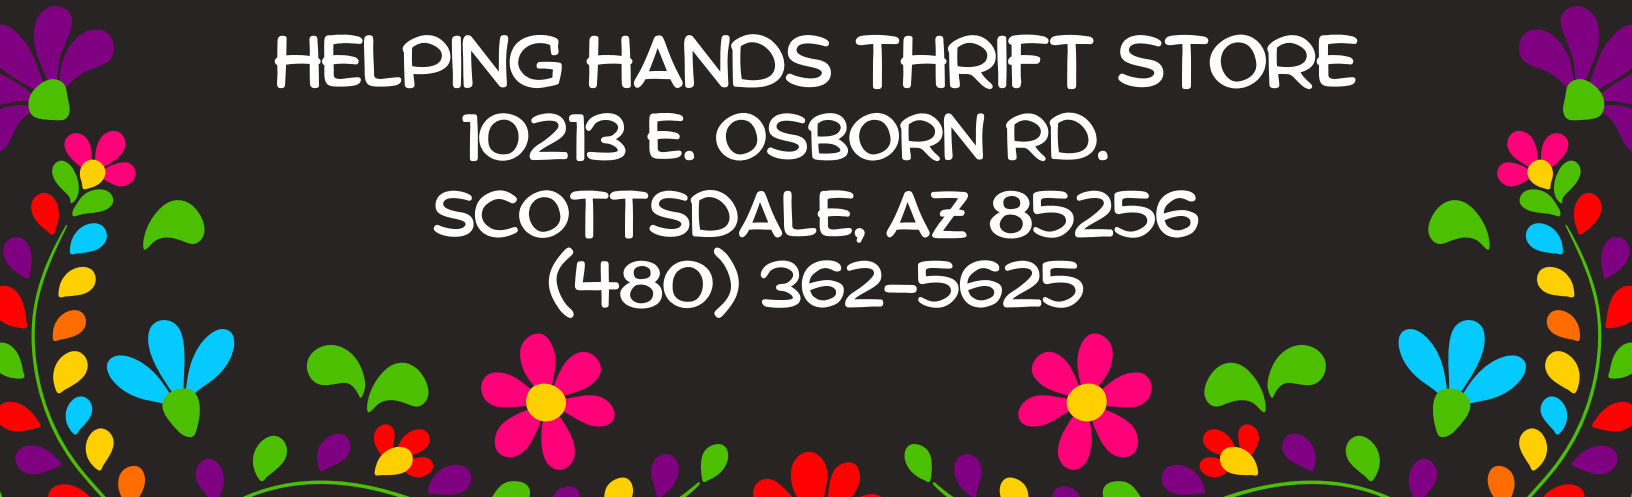 HELPING HANDS THRIFT STORE
10213 E. OSBORN RD.
SCOTTSDALE, AZ 85256
(480) 362-5625